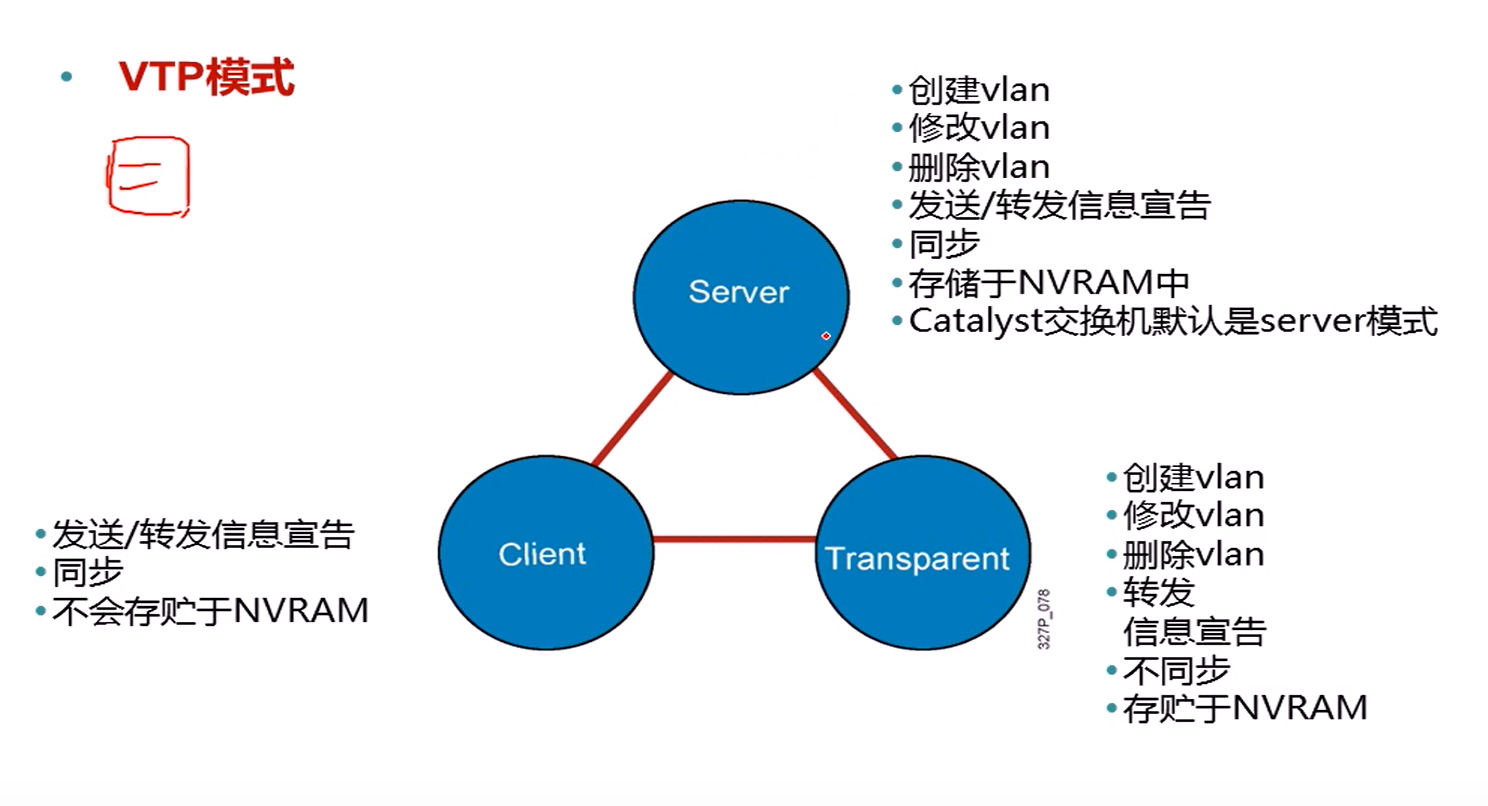 • VTP模式
•创建vlan
•修改vlan
•删除vlan
•发送/转发信息宣告
•同步
•存储于NVRAM中
•Catalyst交换机默认是server模式
Server
•发送/转发信息宣告
•同步
•不会存贮于NVRAM
Client
Transparent
327P_078
•创建vlan
•修改vlan
•删除vlan
•转发
信息宣告
•不同步
•存贮于NVRAM